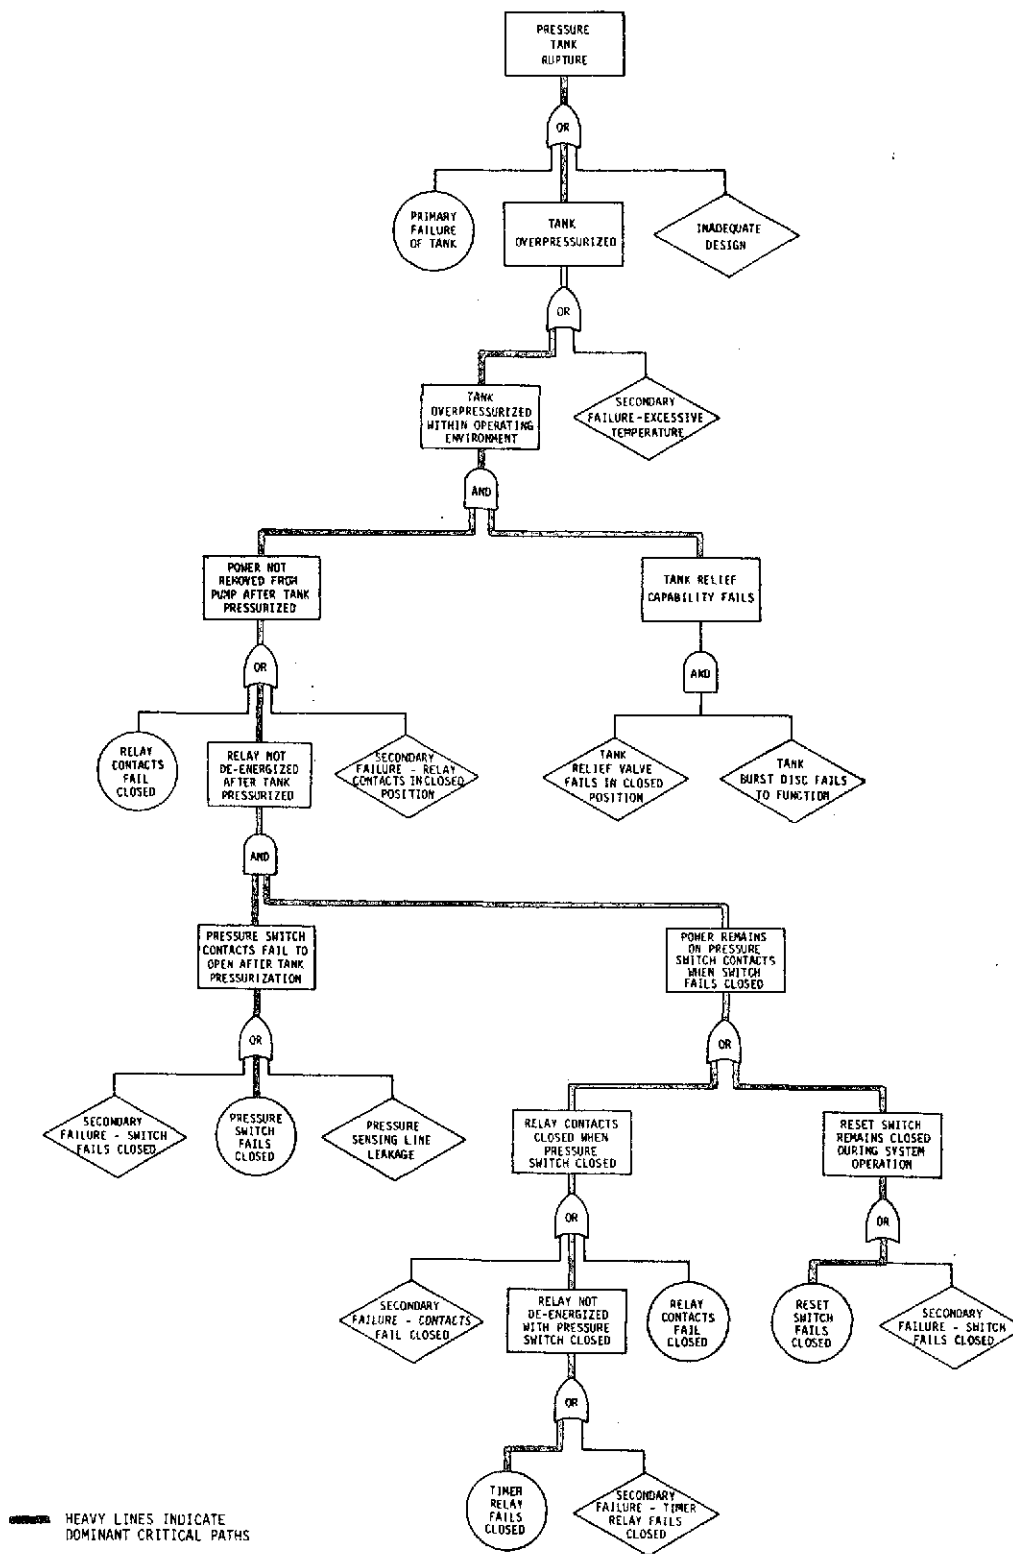 PRESSURE
TANK
RUPTURE
OR
PRIMARY
FAILURE
OF TANK
TANK
OVERPRESSURIZED
INADEQUATE
DESIGN
OR
TANK
OVERPRESSURIZED
WITHIN OPERATING
ENVIRONMENT
SECONDARY
FAILURE-EXCESSIVE
TEMPERATURE
AND
POWER NOT
REMOVED FROM
PUMP AFTER TANK
PRESSURIZED
TANK RELIEF
CAPABILITY FAILS
OR
AND
RELAY
CONTACTS
FAIL
CLOSED
RELAY NOT
DE-ENERGIZED
AFTER TANK
PRESSURIZED
SECONDARY
FAILURE - RELAY
CONTACTS IN CLOSED
POSITION
TANK
RELIEF VALVE
FAILS IN CLOSED
POSITION
TANK
BURST DISC FAILS
TO FUNCTION
AND
PRESSURE SWITCH
CONTACTS FAIL TO
OPEN AFTER TANK
PRESSURIZATION
POWER REMAINS
ON PRESSURE
SWITCH CONTACTS
WHEN SWITCH
FAILS CLOSED
OR
OR
SECONDARY
FAILURE - SWITCH
FAILS CLOSED
PRESSURE
SWITCH
FAILS
CLOSED
PRESSURE
SENSING LINE
LEAKAGE
RELAY CONTACTS
CLOSED WHEN
PRESSURE
SWITCH CLOSED
RESET SWITCH
REMAINS CLOSED
DURING SYSTEM
OPERATION
OR
OR
SECONDARY
FAILURE - CONTACTS
FAIL CLOSED
RELAY NOT
DE-ENERGIZED
WITH PRESSURE
SWITCH CLOSED
RELAY
CONTACTS
FAIL
CLOSED
RESET
SWITCH
FAILS
CLOSED
SECONDARY
FAILURE - SWITCH
FAILS CLOSED
OR
TIMER
RELAY
FAILS
CLOSED
SECONDARY
FAILURE - TIMER
RELAY FAILS
CLOSED
HEAVY LINES INDICATE
DOMINANT CRITICAL PATHS